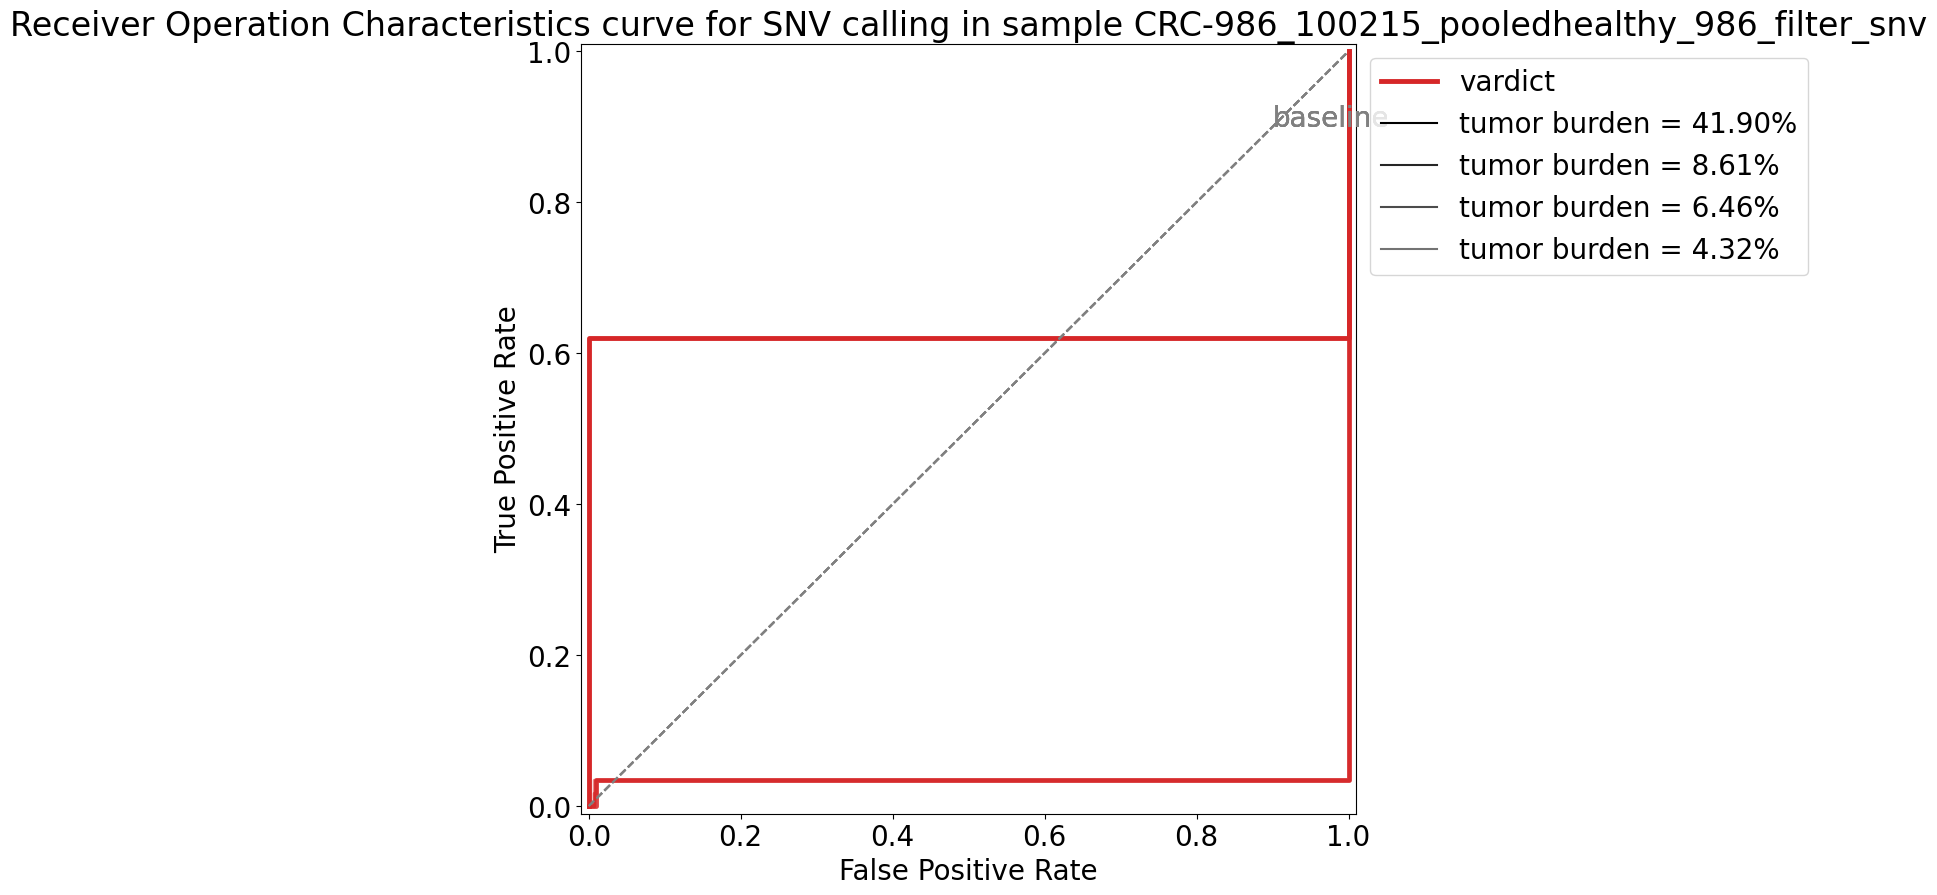 Receiver Operation Characteristics curve for SNV calling in sample CRC-986_100215_pooledhealthy_986_filter_snv
1.0
0.8
0.6
0.4
0.2
0.0
True Positive Rate
baseline
0.0 0.2 0.4 0.6 0.8 1.0
False Positive Rate
vardict
tumor burden = 41.90%
tumor burden = 8.61%
tumor burden = 6.46%
tumor burden = 4.32%